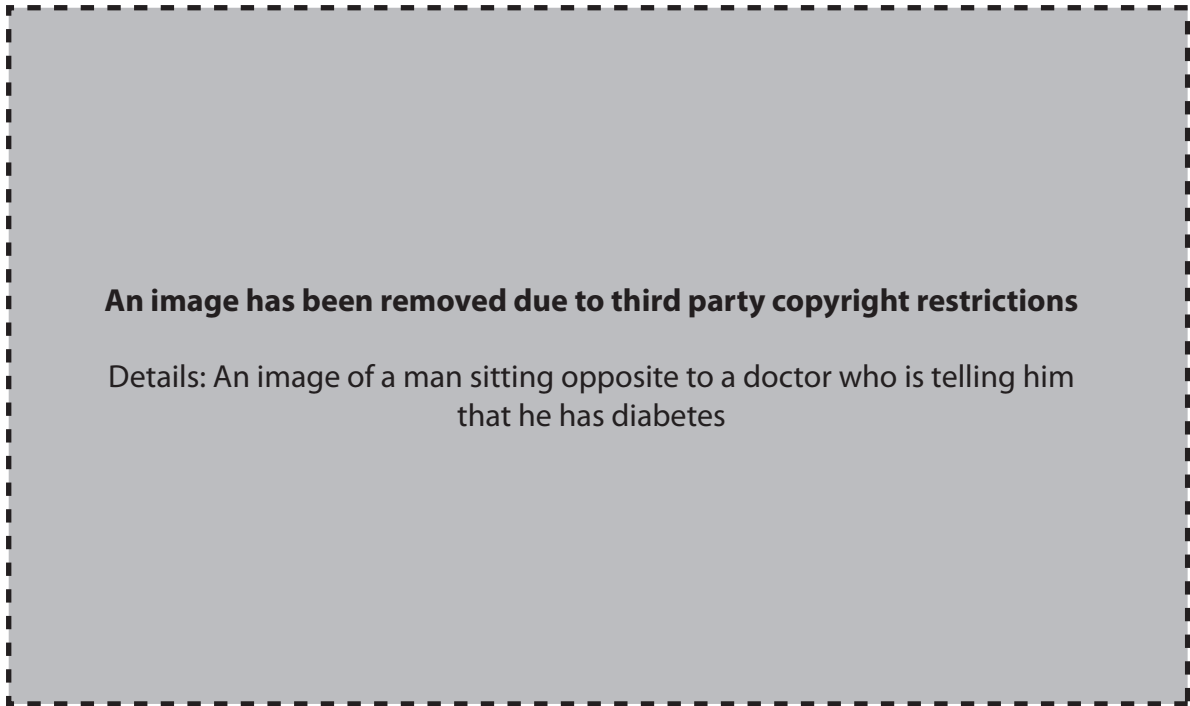 An image has been removed due to third party copyright restrictions
Details: An image of a man sitting opposite to a doctor who is telling him
that he has diabetes